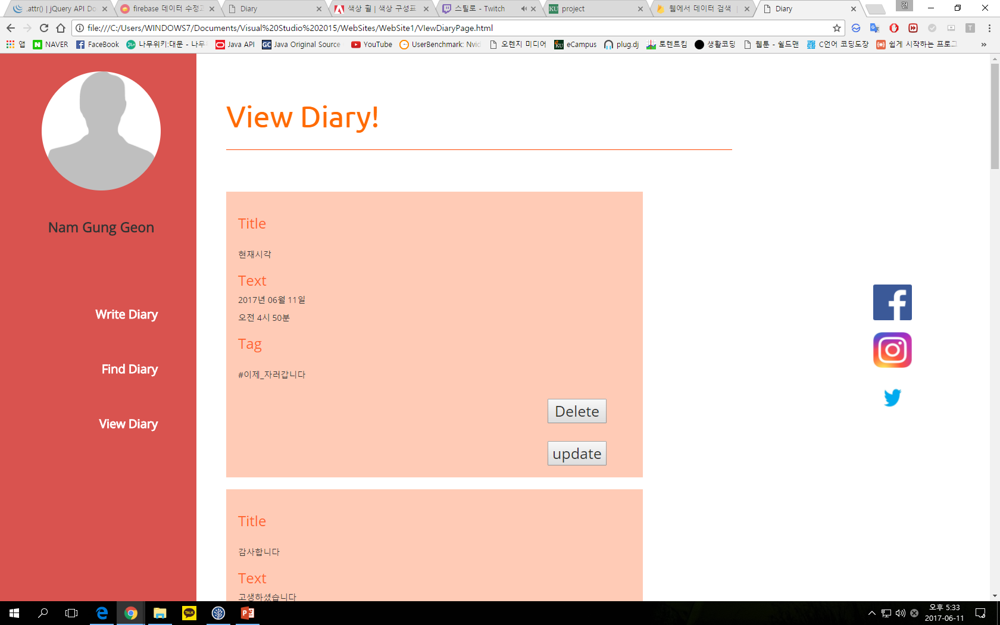 .attr() | jQuery API Do
firebase 데이터 수정과
Diary
색상 휠 | 색상 구성표
스틸로 - Twitch
project
웹에서 데이터 검색
Diary
file:///C:/Users/WINDOWS7/Documents/Visual%20Studio%202015/WebSites/WebSite1/VIewDiaryPage.html
앱
NAVER
FaceBook
나무위키:대문 - 나무
Java API
Java Original Source
YouTube
UserBenchmark: Nvid
오렌지 미디어
eCampus
plug.dj
토렌트킴
생활코딩
웹툰 - 쉴드맨
C언어 코딩도장
쉽게 시작하는 프로그
»
View Diary!
Nam Gung Geon
Write Diary
Find Diary
View Diary
Title
현재시각
Text
2017년 06월 11일
오전 4시 50분
Tag
#이제_자러갑니다
Delete
update
Title
감사합니다
Text
고생하셨습니다
오후 5:33
2017-06-11